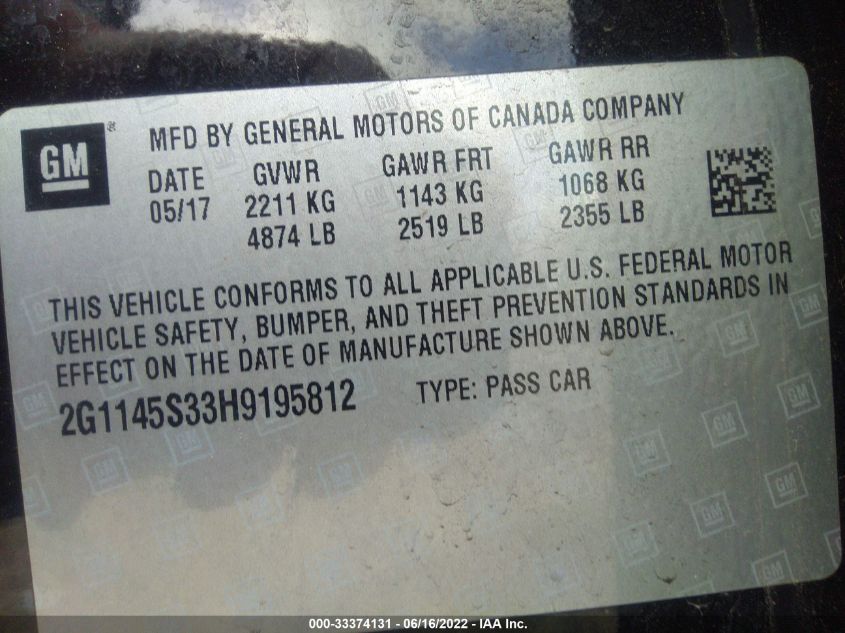 GM ®
MFD BY GENERAL MOTORS OF CANADA COMPANY
DATE GVWR GAWR FRT GAWR RR
05/17 2211 KG 1143 KG 1068 KG
4874 LB 2519 LB 2355 LB
THIS VEHICLE CONFORMS TO ALL APPLICABLE U.S. FEDERAL MOTOR
VEHICLE SAFETY, BUMPER, AND THEFT PREVENTION STANDARDS IN
EFFECT ON THE DATE OF MANUFACTURE SHOWN ABOVE.
2G1145S33H9195812 TYPE: PASS CAR
000-33374131 - 06/16/2022 - IAA Inc.